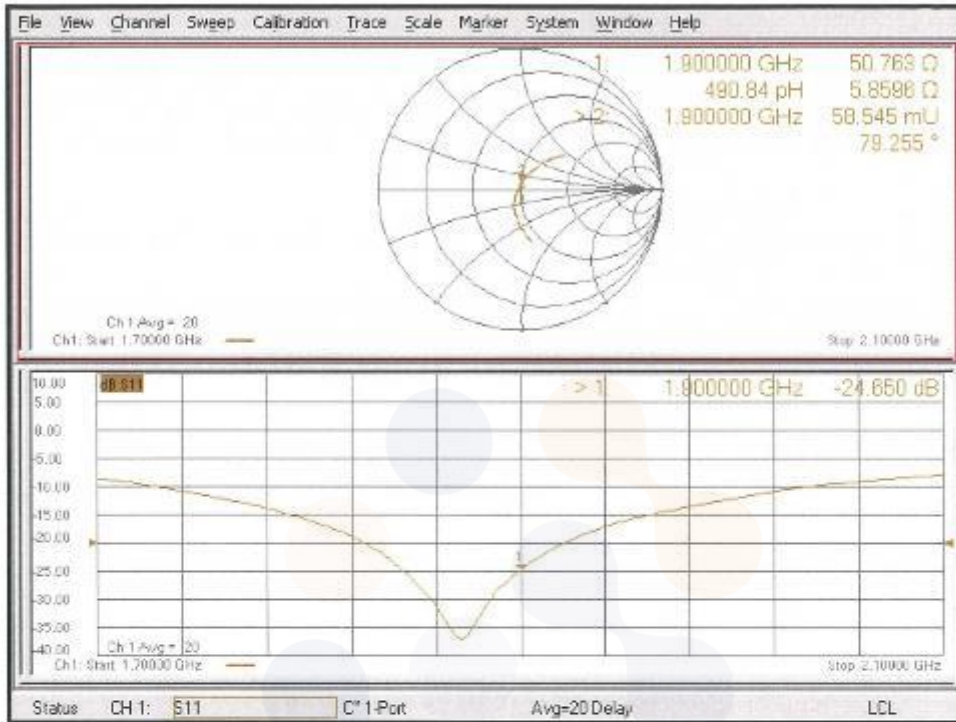 File View Channel Sweep Calibration Trace Scale Marker System Window Help
1: 1.900000 GHz 50.763 Ω
490.84 pH 5.8596 Ω
> 2: 1.900000 GHz 58.545 mU
79.255 °
Ch 1 Avg = 20
Ch1: Start 1.70000 GHz
Stop 2.10000 GHz
dB S11
> 1: 1.900000 GHz -24.650 dB
10.00
5.00
0.00
-5.00
-10.00
-15.00
-20.00
-25.00
-30.00
-35.00
-40.00
1
Ch 1 Avg = 20
Ch1: Start 1.70000 GHz
Stop 2.10000 GHz
Status CH 1: S11 C* 1-Port Avg=20 Delay LCL